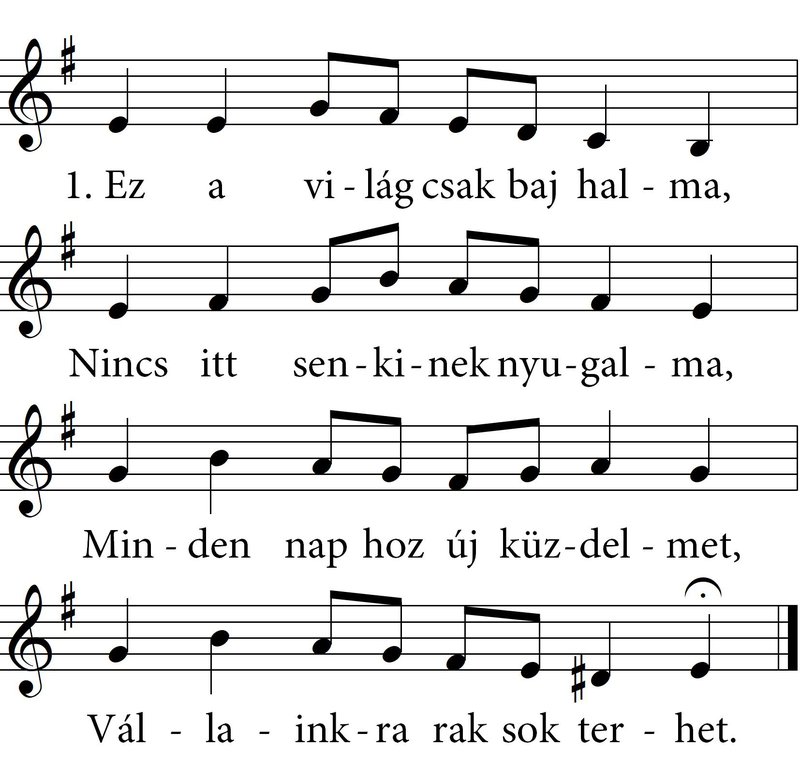 1. Ez a vi - lág csak baj hal - ma,
Nincs itt sen - ki - nek nyu - gal - ma,
Min - den nap hoz új küz - del - met,
Vál - la - ink - ra rak sok ter - het.